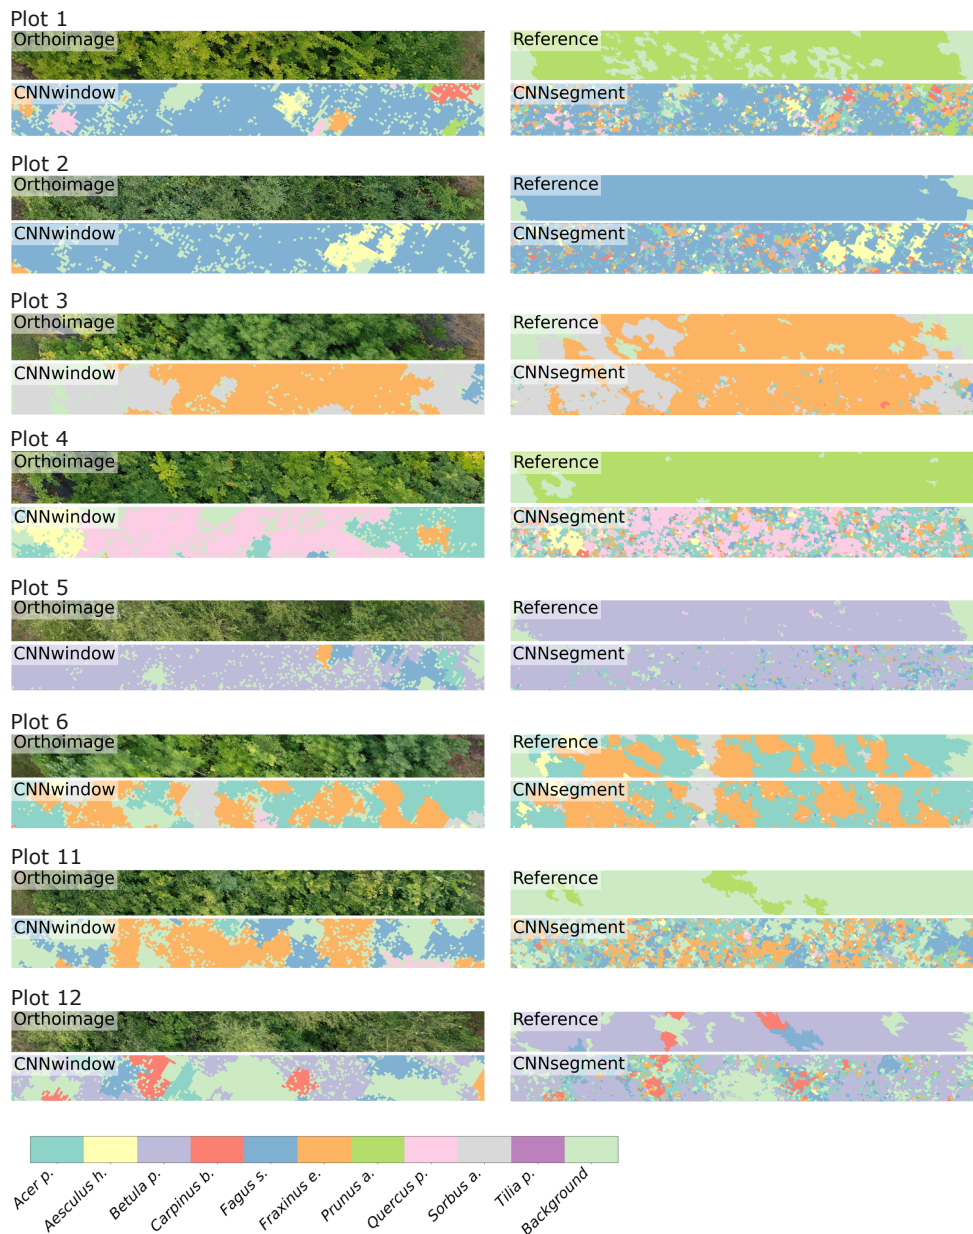 Plot 1
Orthoimage
Reference
CNNwindow
CNNsegment
Plot 2
Orthoimage
Reference
CNNwindow
CNNsegment
Plot 3
Orthoimage
Reference
CNNwindow
CNNsegment
Plot 4
Orthoimage
Reference
CNNwindow
CNNsegment
Plot 5
Orthoimage
Reference
CNNwindow
CNNsegment
Plot 6
Orthoimage
Reference
CNNwindow
CNNsegment
Plot 11
Orthoimage
Reference
CNNwindow
CNNsegment
Plot 12
Orthoimage
Reference
CNNwindow
CNNsegment
Acer p.
Aesculus h.
Betula p.
Carpinus b.
Fagus s.
Fraxinus e.
Prunus a.
Quercus p.
Sorbus a.
Tilia p.
Background